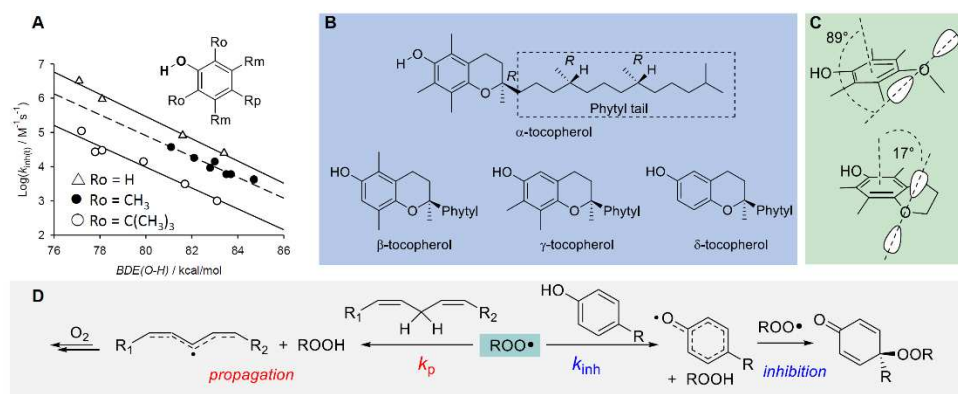 A
Log(kinh(t) / M⁻¹s⁻¹)
7
6
5
4
3
2
76 78 80 82 84 86
BDE(O-H) / kcal/mol
△ Ro = H
● Ro = CH₃
○ Ro = C(CH₃)₃
H O Ro Rm
Ro Rp
Rm
B
R R
HO H H
R
O Phytyl tail
α-tocopherol
HO HO HO
O Phytyl O Phytyl O Phytyl
β-tocopherol γ-tocopherol δ-tocopherol
C
89°
HO O
17°
HO
O
D
O₂
R₁ R₂ + ROOH
propagation
R₁ R₂
H H
kp
ROO•
HO
R
kinh
•O
R
+ ROOH
ROO•
inhibition
O
OOR
R